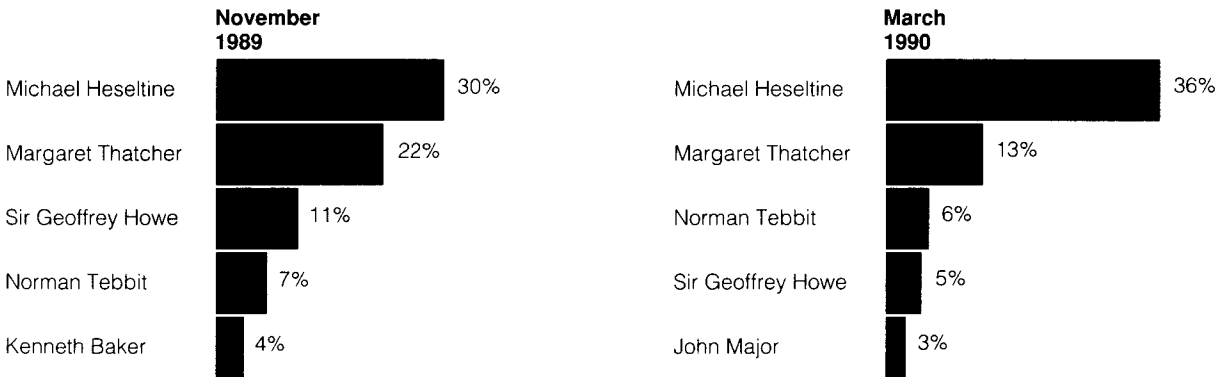 November
1989
Michael Heseltine 30%
Margaret Thatcher 22%
Sir Geoffrey Howe 11%
Norman Tebbit 7%
Kenneth Baker 4%
March
1990
Michael Heseltine 36%
Margaret Thatcher 13%
Norman Tebbit 6%
Sir Geoffrey Howe 5%
John Major 3%